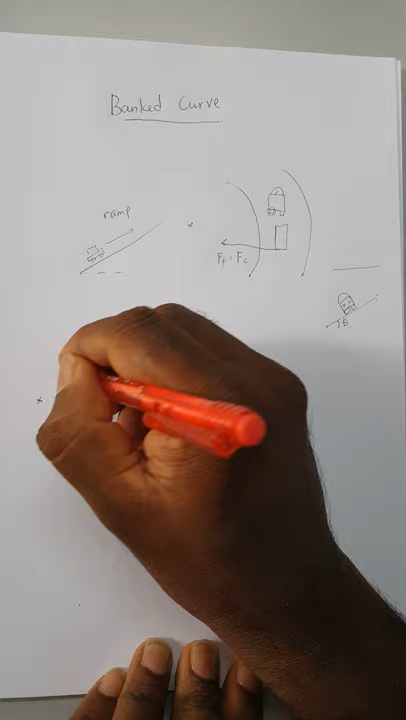 Banked Curve
ramp
Ff = Fc
θ